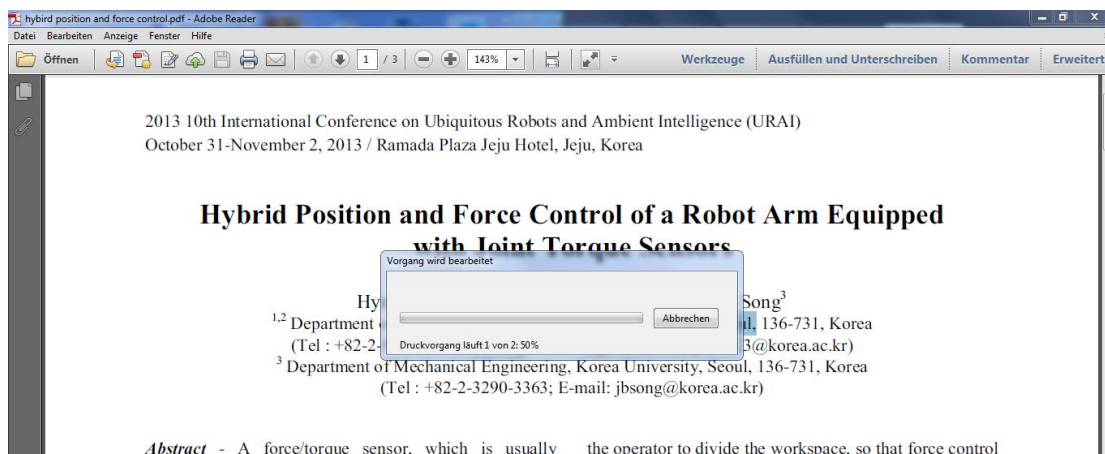 hybird position and force control.pdf - Adobe Reader
Datei Bearbeiten Anzeige Fenster Hilfe
Öffnen 1 / 3 143% Werkzeuge Ausfüllen und Unterschreiben Kommentar Erweitert
2013 10th International Conference on Ubiquitous Robots and Ambient Intelligence (URAI)
October 31-November 2, 2013 / Ramada Plaza Jeju Hotel, Jeju, Korea
Hybrid Position and Force Control of a Robot Arm Equipped
with Joint Torque Sensors
Vorgang wird bearbeitet
Abbrechen
Druckvorgang läuft 1 von 2: 50%
Hy Song3
1,2 Department 136-731, Korea
(Tel : +82-2- @korea.ac.kr)
3 Department of Mechanical Engineering, Korea University, Seoul, 136-731, Korea
(Tel : +82-2-3290-3363; E-mail: jbsong@korea.ac.kr)
Abstract - A force/torque sensor, which is usually
the operator to divide the workspace, so that force control